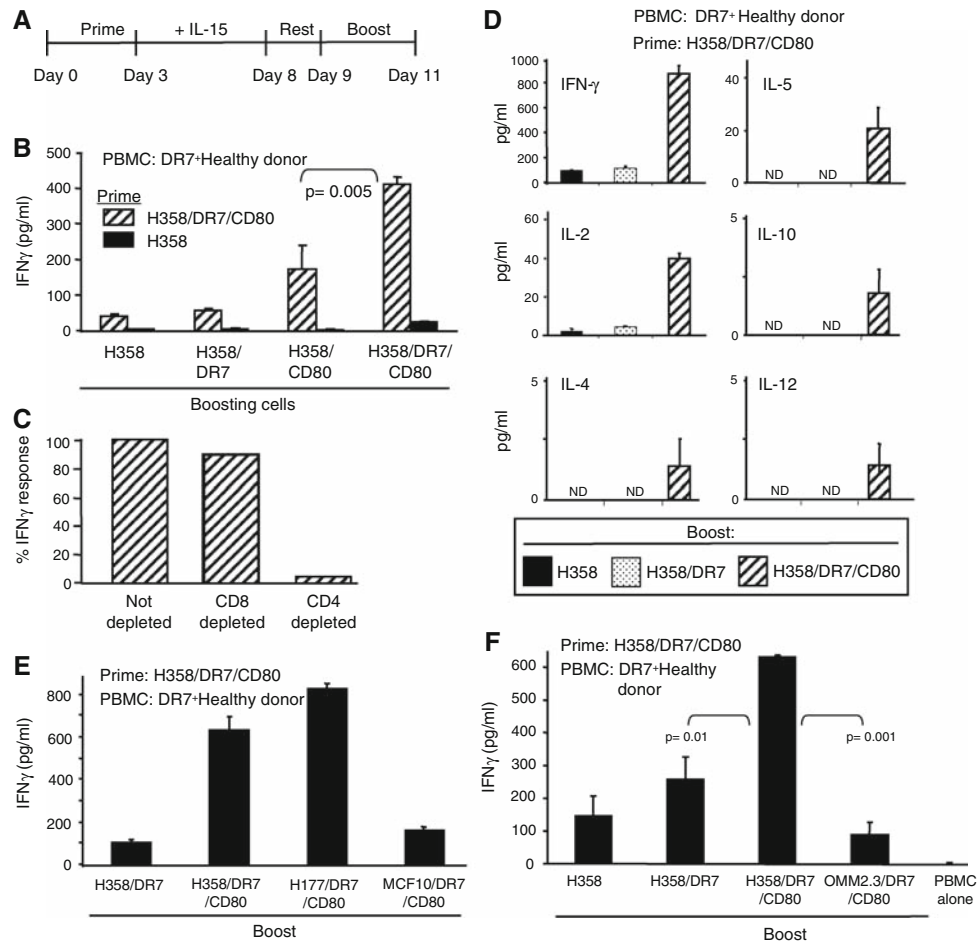 A
Prime + IL-15 Rest Boost
Day 0 Day 3 Day 8 Day 9 Day 11
B
PBMC: DR7+Healthy donor
p= 0.005
Prime
H358/DR7/CD80
H358
IFNγ (pg/ml)
500
400
300
200
100
0
H358 H358/DR7 H358/CD80 H358/DR7/CD80
Boosting cells
C
% IFNγ response
100
80
60
40
20
0
Not depleted CD8 depleted CD4 depleted
D
PBMC: DR7+ Healthy donor
Prime: H358/DR7/CD80
IFN-γ
pg/ml
1000
800
600
400
200
0
IL-5
40
20
0
ND ND
IL-2
pg/ml
60
40
20
0
IL-10
5
0
ND ND
IL-4
pg/ml
5
0
ND ND
IL-12
5
0
ND ND
Boost:
H358 H358/DR7 H358/DR7/CD80
E
Prime: H358/DR7/CD80
PBMC: DR7+Healthy donor
IFNγ (pg/ml)
800
600
400
200
0
H358/DR7 H358/DR7/CD80 H177/DR7/CD80 MCF10/DR7/CD80
Boost
F
Prime: H358/DR7/CD80
PBMC: DR7+Healthy
donor
p= 0.01 p= 0.001
IFNγ (pg/ml)
600
500
400
300
200
100
0
H358 H358/DR7 H358/DR7/CD80 OMM2.3/DR7/CD80 PBMC alone
Boost